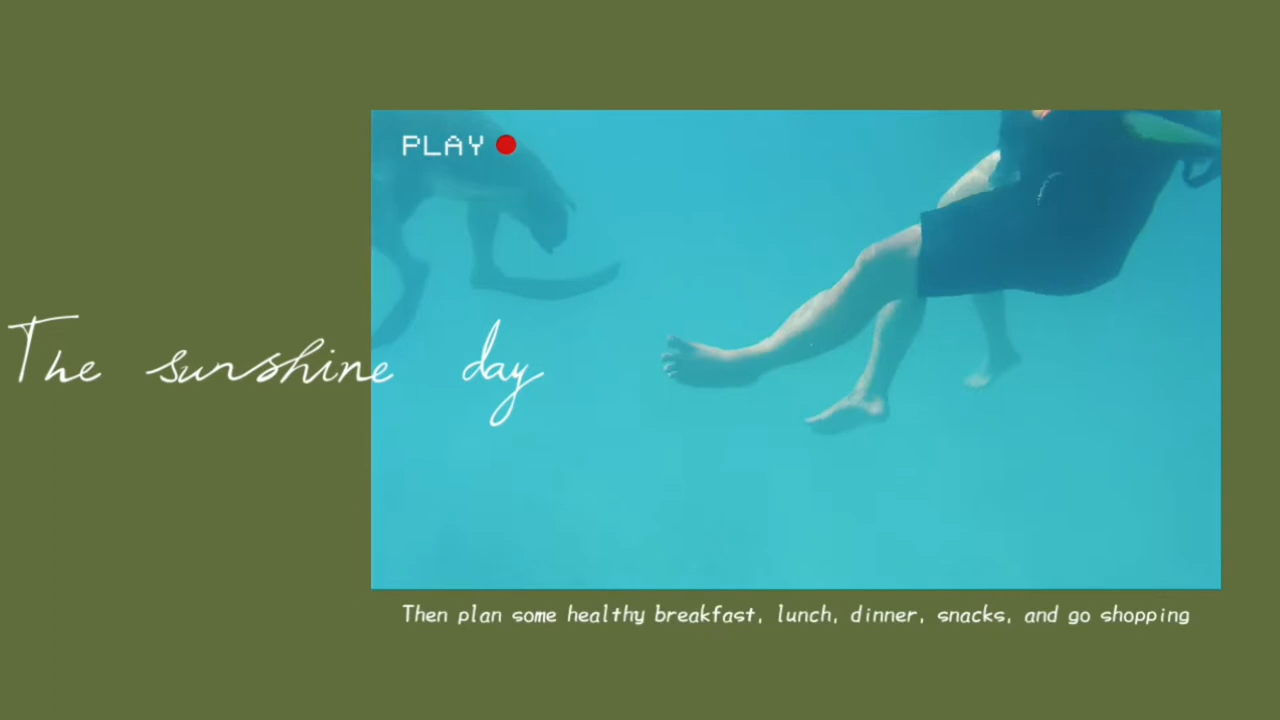 PLAY
The sunshine day
Then plan some healthy breakfast, lunch, dinner, snacks, and go shopping